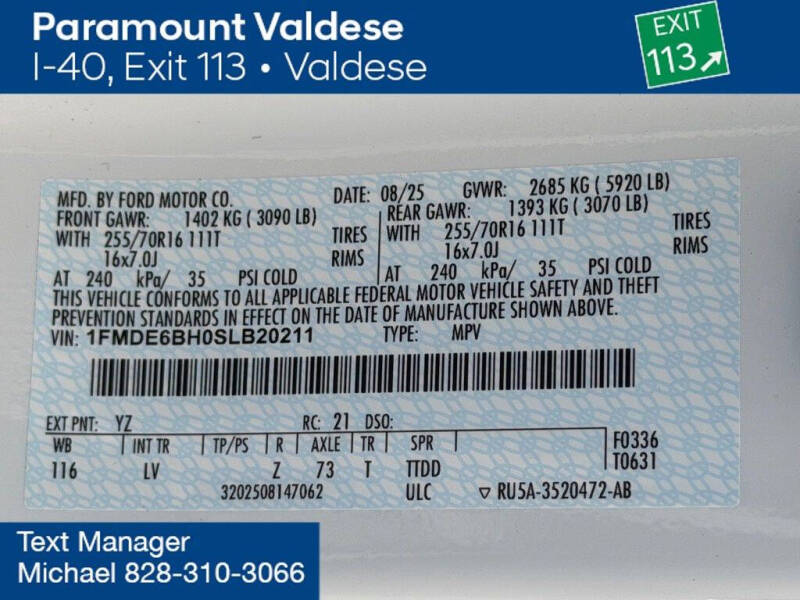 Paramount Valdese
I-40, Exit 113 • Valdese
EXIT
113
MFD. BY FORD MOTOR CO.
DATE: 08/25
GVWR: 2685 KG ( 5920 LB)
FRONT GAWR: 1402 KG ( 3090 LB)
WITH 255/70R16 111T TIRES
16x7.0J RIMS
AT 240 kPa/ 35 PSI COLD
REAR GAWR: 1393 KG ( 3070 LB)
WITH 255/70R16 111T TIRES
16x7.0J RIMS
AT 240 kPa/ 35 PSI COLD
THIS VEHICLE CONFORMS TO ALL APPLICABLE FEDERAL MOTOR VEHICLE SAFETY AND THEFT
PREVENTION STANDARDS IN EFFECT ON THE DATE OF MANUFACTURE SHOWN ABOVE.
VIN: 1FMDE6BH0SLB20211 TYPE: MPV
EXT PNT: YZ RC: 21 DSO:
WB INT TR TP/PS R AXLE TR SPR
116 LV Z 73 T TTDD
F0336
T0631
3202508147062 ULC ▽ RU5A-3520472-AB
Text Manager
Michael 828-310-3066